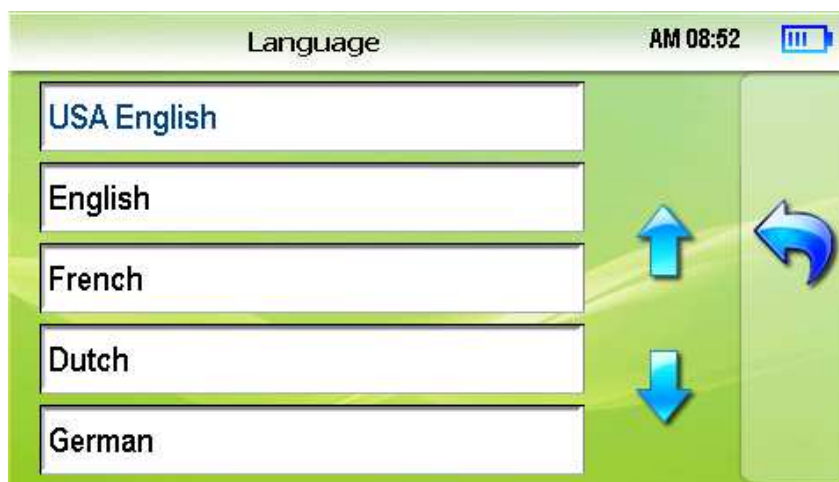 Language AM 08:52
USA English
English
French
Dutch
German